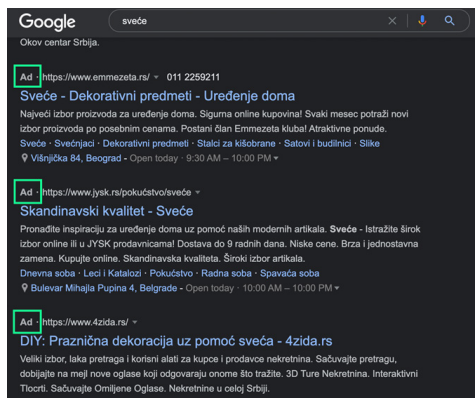 Google
sveće
Okov centar Srbija.
Ad · https://www.emmezeta.rs/ 011 2259211
Sveće - Dekorativni predmeti - Uređenje doma
Najveći izbor proizvoda za uređenje doma. Sigurna online kupovina! Svaki mesec potraži novi
izbor proizvoda po posebnim cenama. Postani član Emmezeta kluba! Atraktivne ponude.
Sveće · Svećnjaci · Dekorativni predmeti · Stalci za kišobrane · Satovi i budilnici · Slike
Višnjička 84, Beograd - Open today · 9:30 AM – 10:00 PM
Ad · https://www.jysk.rs/pokućstvo/sveće
Skandinavski kvalitet - Sveće
Pronađite inspiraciju za uređenje doma uz pomoć naših modernih artikala. Sveće - Istražite širok
izbor online ili u JYSK prodavnicama! Dostava do 9 radnih dana. Niske cene. Brza i jednostavna
zamena. Kupujte online. Skandinavska kvaliteta. Široki izbor artikala.
Dnevna soba · Leci i Katalozi · Pokućstvo · Radna soba · Spavaća soba
Bulevar Mihajla Pupina 4, Belgrade - Open today · 10:00 AM – 10:00 PM
Ad · https://www.4zida.rs/
DIY: Praznična dekoracija uz pomoć sveća - 4zida.rs
Veliki izbor, laka pretraga i korisni alati za kupce i prodavce nekretnina. Sačuvajte pretragu,
dobijajte na mejl nove oglase koji odgovaraju onome što tražite. 3D Ture Nekretnina. Interaktivni
Tlocrti. Sačuvajte Omiljene Oglase. Nekretnine u celoj Srbiji.